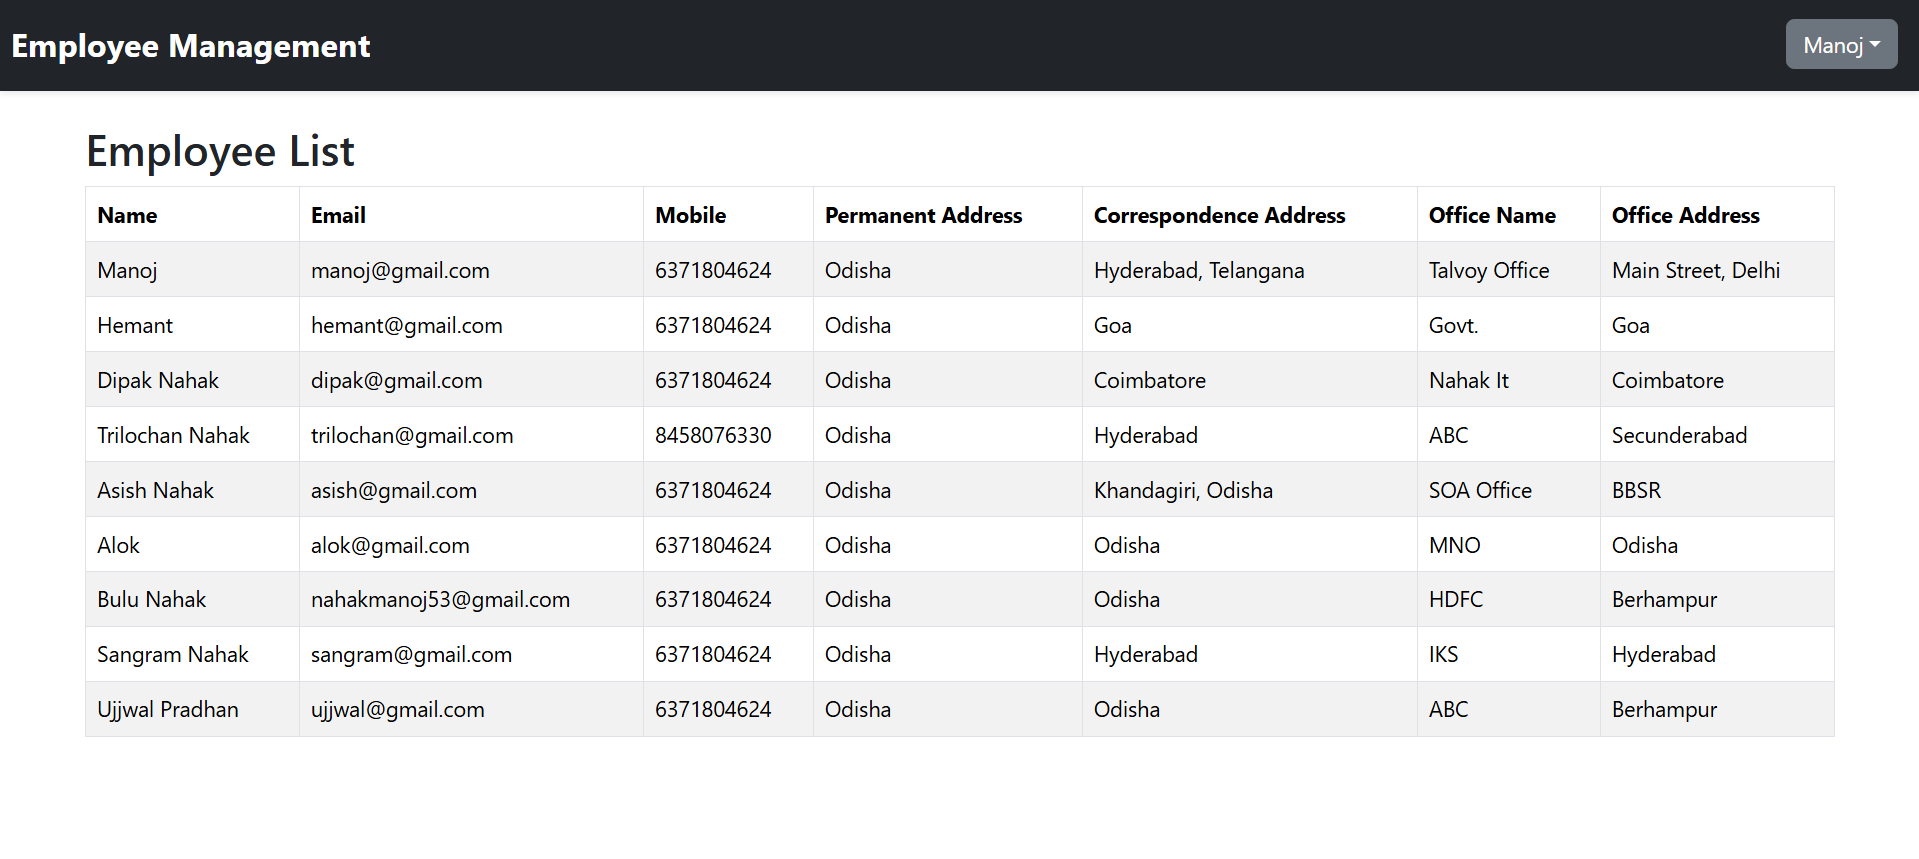 Employee Management
Manoj
Employee List
Name Email Mobile Permanent Address Correspondence Address Office Name Office Address
Manoj manoj@gmail.com 6371804624 Odisha Hyderabad, Telangana Talvoy Office Main Street, Delhi
Hemant hemant@gmail.com 6371804624 Odisha Goa Govt. Goa
Dipak Nahak dipak@gmail.com 6371804624 Odisha Coimbatore Nahak It Coimbatore
Trilochan Nahak trilochan@gmail.com 8458076330 Odisha Hyderabad ABC Secunderabad
Asish Nahak asish@gmail.com 6371804624 Odisha Khandagiri, Odisha SOA Office BBSR
Alok alok@gmail.com 6371804624 Odisha Odisha MNO Odisha
Bulu Nahak nahakmanoj53@gmail.com 6371804624 Odisha Odisha HDFC Berhampur
Sangram Nahak sangram@gmail.com 6371804624 Odisha Hyderabad IKS Hyderabad
Ujjwal Pradhan ujjwal@gmail.com 6371804624 Odisha Odisha ABC Berhampur